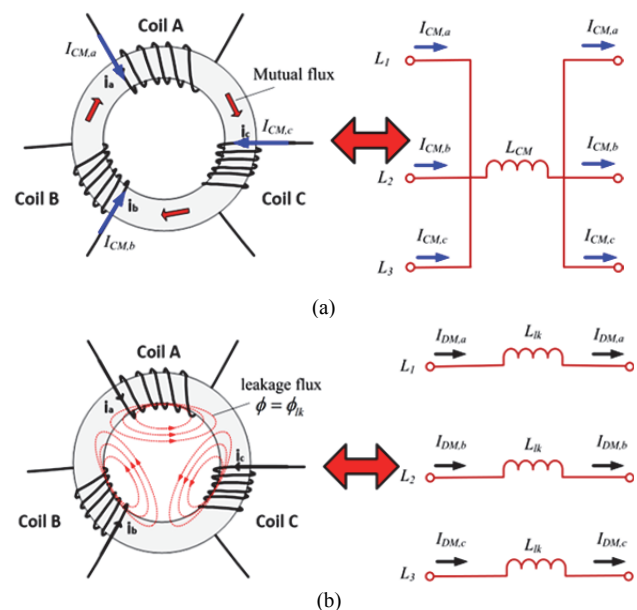 Coil A
I_{CM,a}
i_a
Mutual flux
i_c
I_{CM,c}
Coil B
i_b
Coil C
I_{CM,b}
I_{CM,a} I_{CM,a}
L_1
I_{CM,b} L_{CM} I_{CM,b}
L_2
I_{CM,c} I_{CM,c}
L_3
(a)
Coil A
i_a
leakage flux
ϕ = ϕ_{lk}
i_c
Coil B
i_b
Coil C
I_{DM,a} L_{lk} I_{DM,a}
L_1
I_{DM,b} L_{lk} I_{DM,b}
L_2
I_{DM,c} L_{lk} I_{DM,c}
L_3
(b)